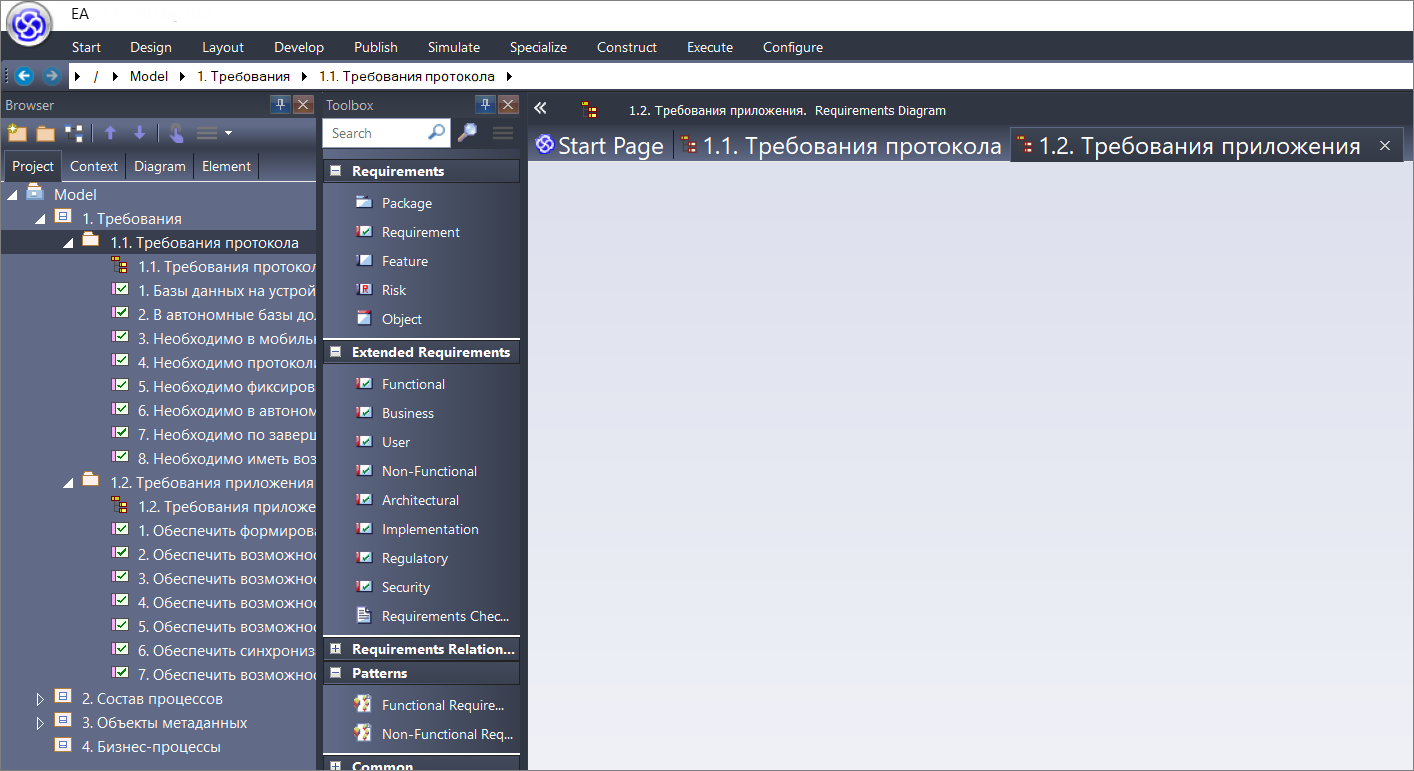 EA
Start Design Layout Develop Publish Simulate Specialize Construct Execute Configure
/ Model 1. Требования 1.1. Требования протокола
Browser
Project Context Diagram Element
Model
1. Требования
1.1. Требования протокола
1.1. Требования протокол
1. Базы данных на устрой
2. В автономные базы до
3. Необходимо в мобиль
4. Необходимо протоколи
5. Необходимо фиксиров
6. Необходимо в автоном
7. Необходимо по заверш
8. Необходимо иметь воз
1.2. Требования приложения
1.2. Требования приложе
1. Обеспечить формирова
2. Обеспечить возможнос
3. Обеспечить возможнос
4. Обеспечить возможнос
5. Обеспечить возможнос
6. Обеспечить синхрониз
7. Обеспечить возможнос
2. Состав процессов
3. Объекты метаданных
4. Бизнес-процессы
Toolbox
Search
Requirements
Package
Requirement
Feature
Risk
Object
Extended Requirements
Functional
Business
User
Non-Functional
Architectural
Implementation
Regulatory
Security
Requirements Chec...
Requirements Relation...
Patterns
Functional Require...
Non-Functional Req...
Common
1.2. Требования приложения. Requirements Diagram
Start Page 1.1. Требования протокола 1.2. Требования приложения